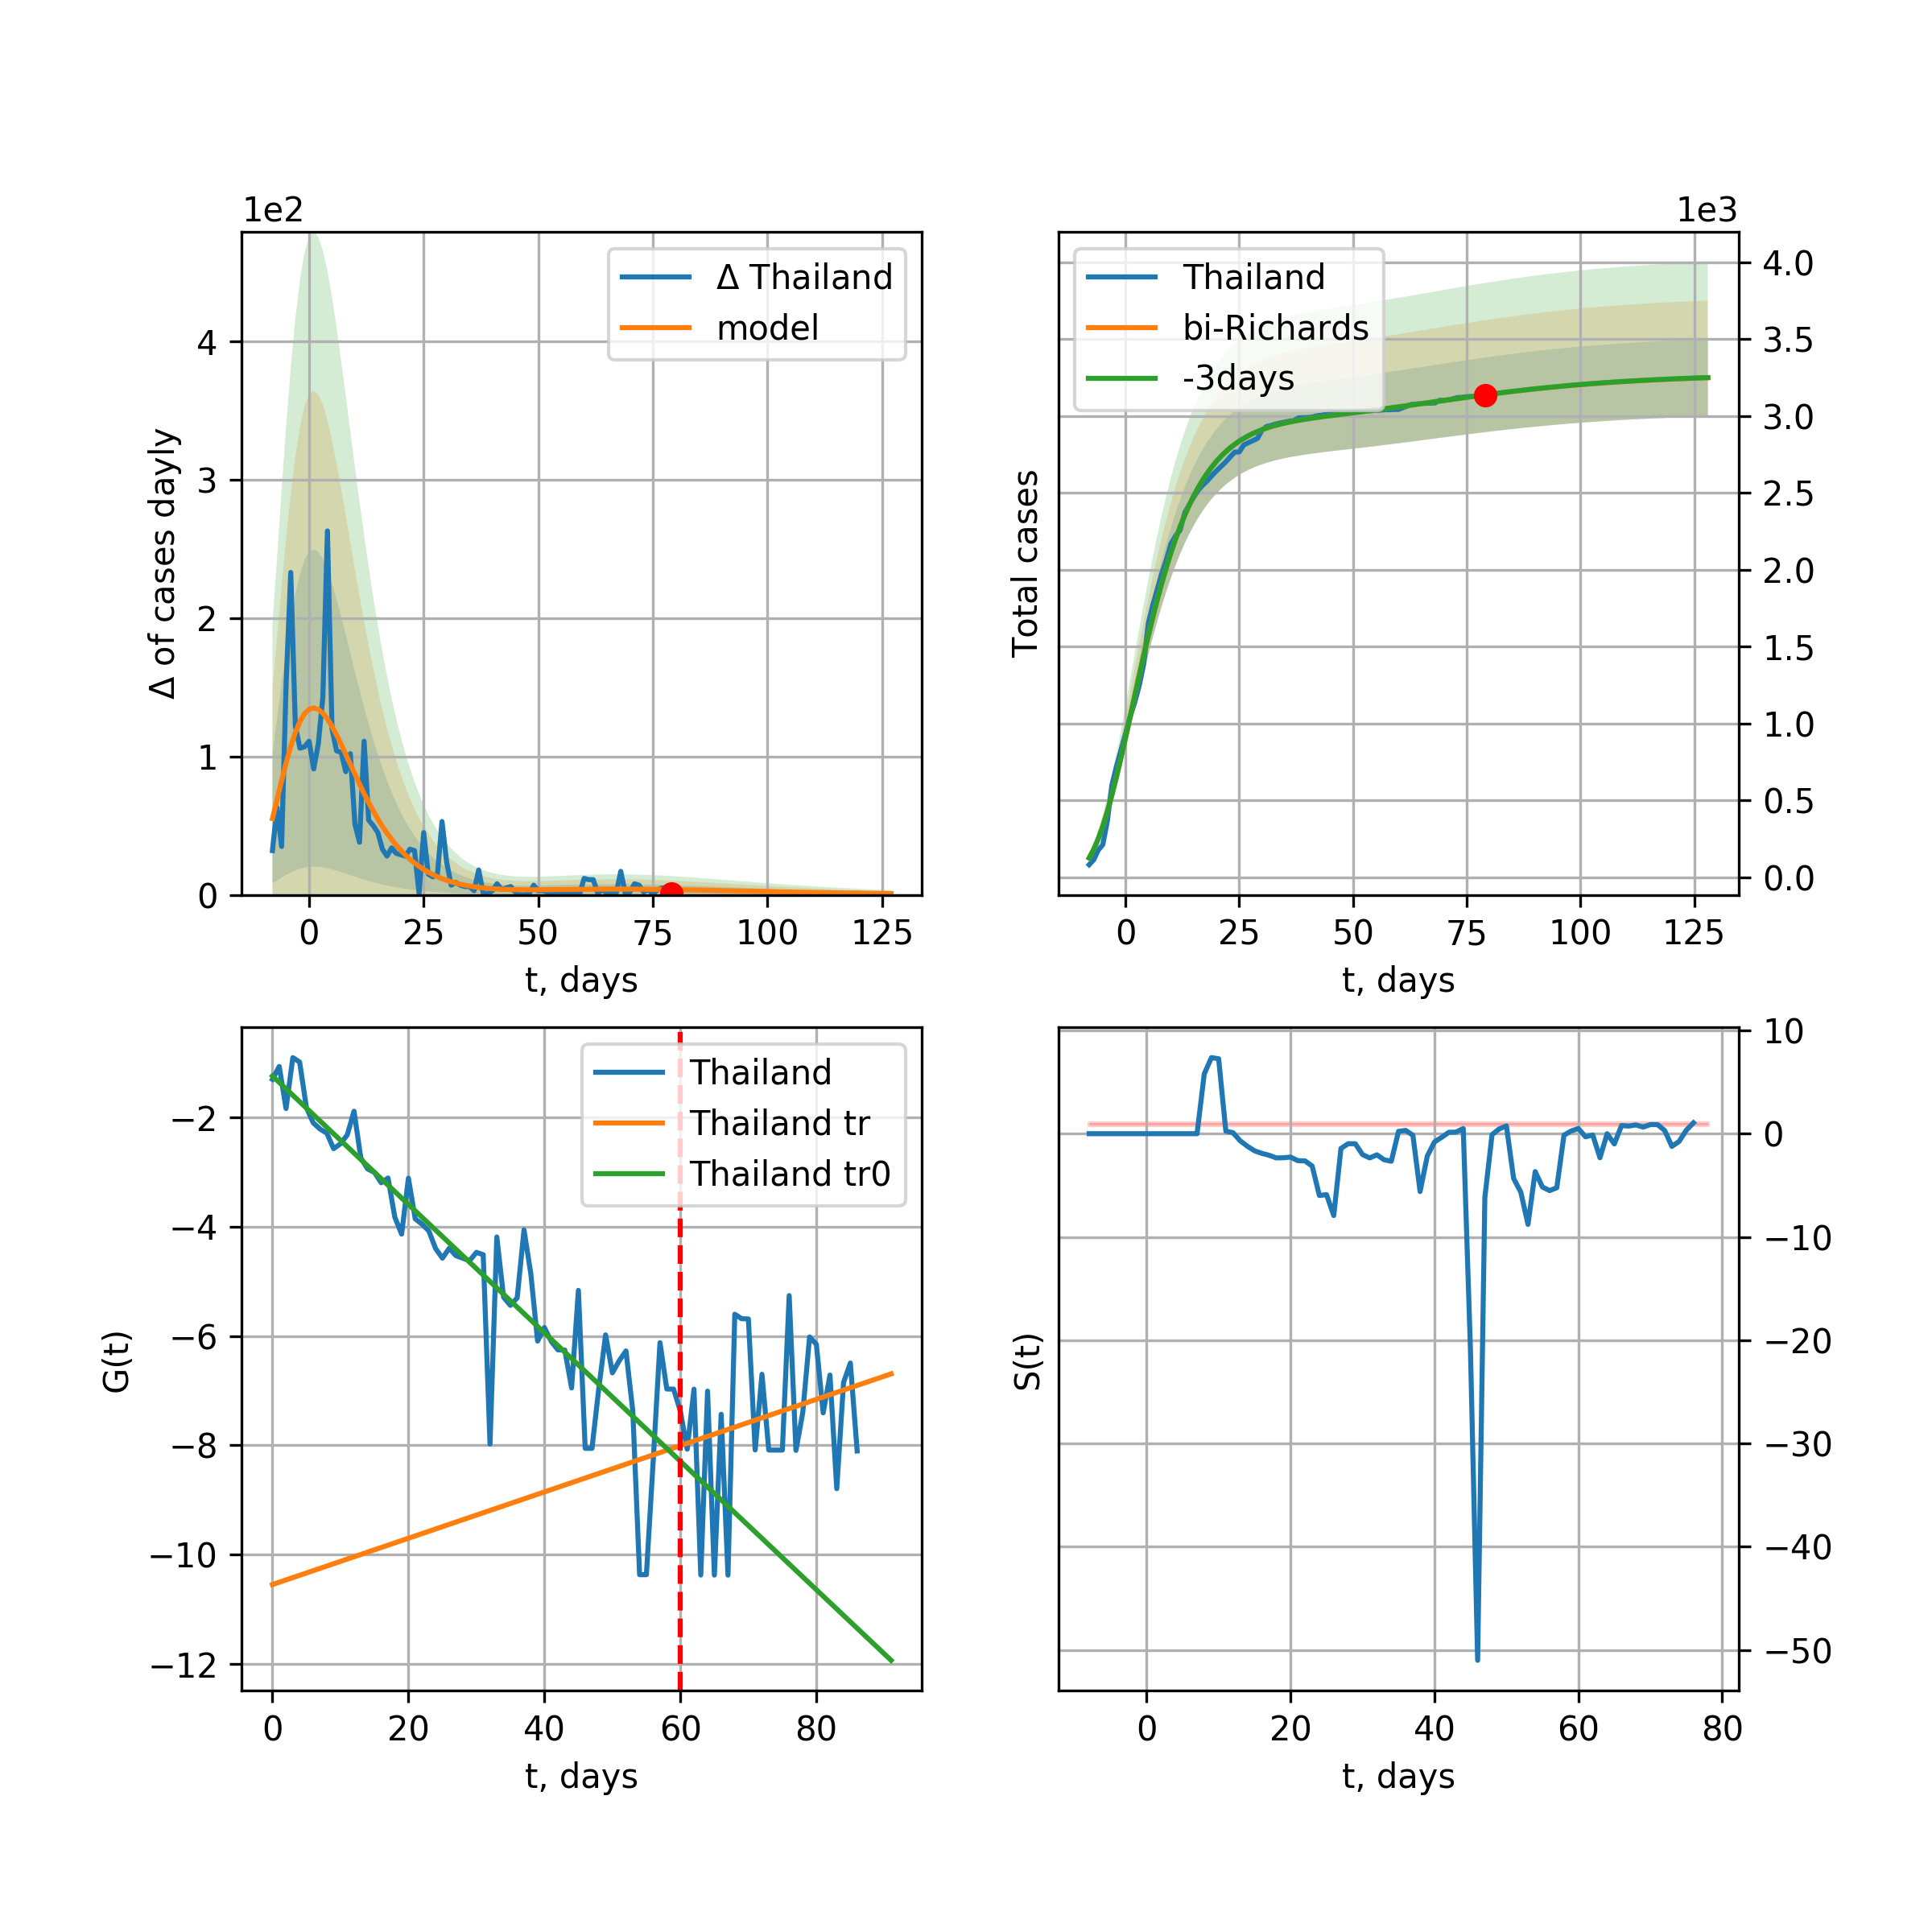 1e2
Δ Thailand
model
Δ of cases dayly
4
3
2
1
0
0 25 50 75 100 125
t, days
1e3
Thailand
bi-Richards
-3days
Total cases
4.0
3.5
3.0
2.5
2.0
1.5
1.0
0.5
0.0
0 25 50 75 100 125
t, days
Thailand
Thailand tr
Thailand tr0
G(t)
−2
−4
−6
−8
−10
−12
0 20 40 60 80
t, days
S(t)
10
0
−10
−20
−30
−40
−50
0 20 40 60 80
t, days